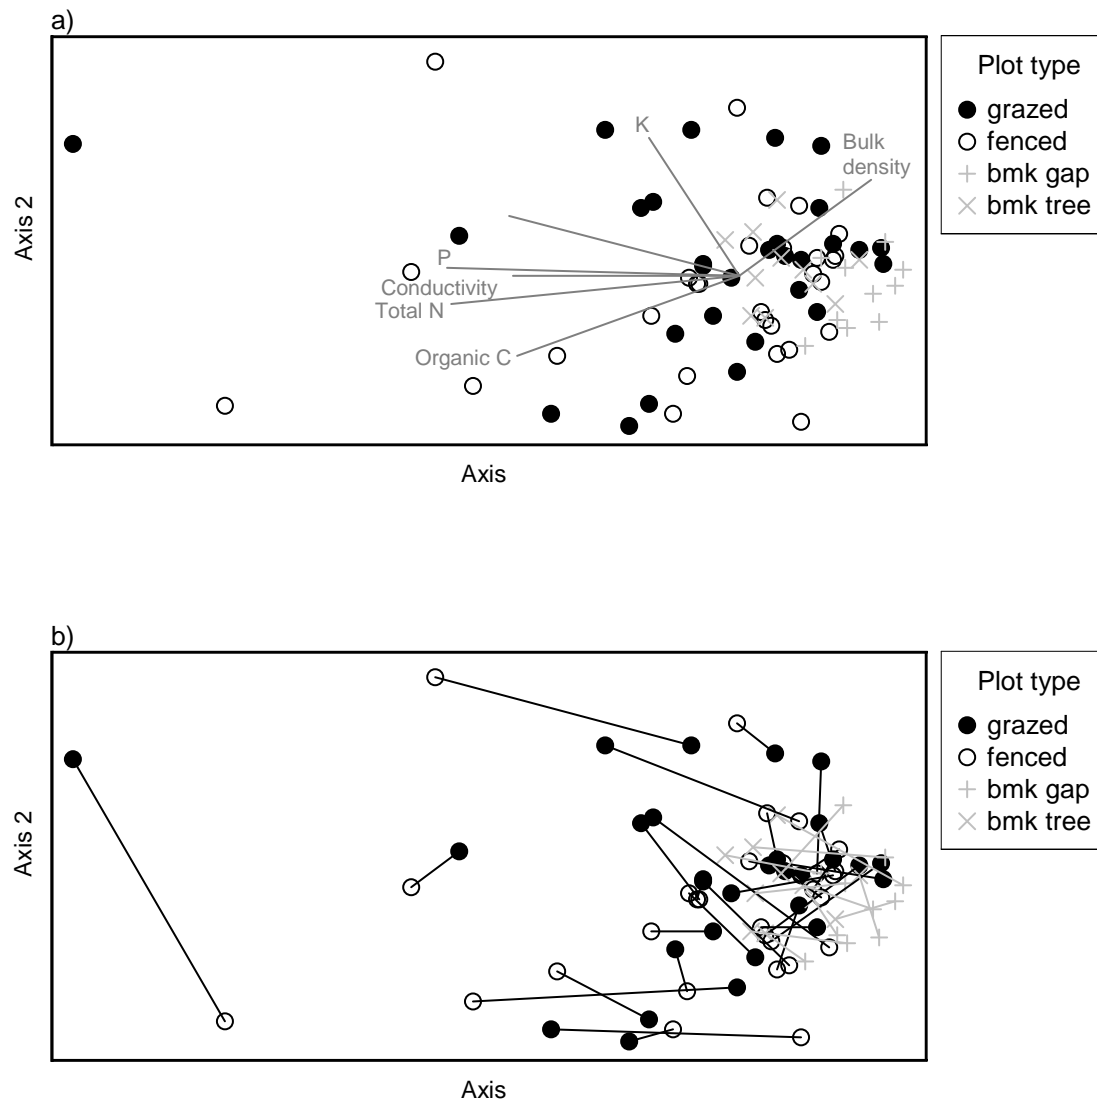 a)
Plot type
grazed
fenced
bmk gap
bmk tree
K
Bulk
density
P
Conductivity
Total N
Organic C
Axis 2
Axis
b)
Plot type
grazed
fenced
bmk gap
bmk tree
Axis 2
Axis